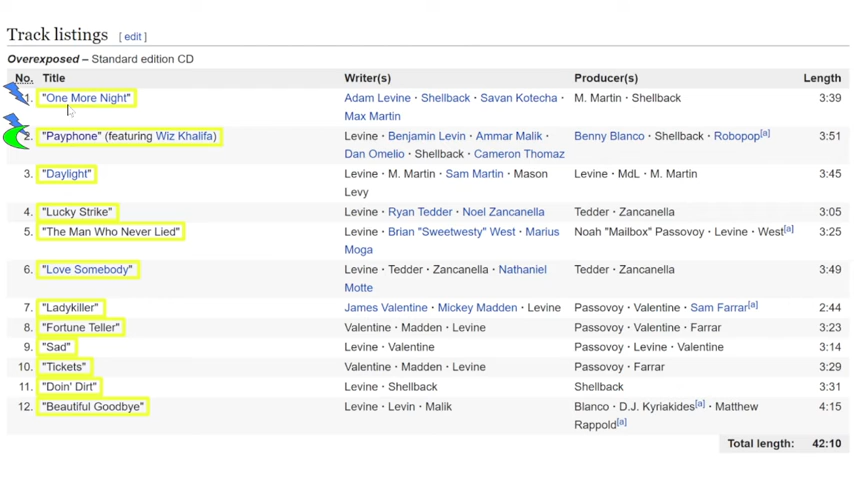 Track listings [ edit ]
Overexposed – Standard edition CD
No. Title Writer(s) Producer(s) Length
1. "One More Night" Adam Levine · Shellback · Savan Kotecha · M. Martin · Shellback 3:39
Max Martin
2. "Payphone" (featuring Wiz Khalifa) Levine · Benjamin Levin · Ammar Malik · Benny Blanco · Shellback · Robopop[a] 3:51
Dan Omelio · Shellback · Cameron Thomaz
3. "Daylight" Levine · M. Martin · Sam Martin · Mason Levine · MdL · M. Martin 3:45
Levy
4. "Lucky Strike" Levine · Ryan Tedder · Noel Zancanella Tedder · Zancanella 3:05
5. "The Man Who Never Lied" Levine · Brian "Sweetwesty" West · Marius Noah "Mailbox" Passovoy · Levine · West[a] 3:25
Moga
6. "Love Somebody" Levine · Tedder · Zancanella · Nathaniel Tedder · Zancanella 3:49
Motte
7. "Ladykiller" James Valentine · Mickey Madden · Levine Passovoy · Valentine · Sam Farrar[a] 2:44
8. "Fortune Teller" Valentine · Madden · Levine Passovoy · Valentine · Farrar 3:23
9. "Sad" Levine · Valentine Passovoy · Levine · Valentine 3:14
10. "Tickets" Valentine · Madden · Levine Passovoy · Farrar 3:29
11. "Doin' Dirt" Levine · Shellback Shellback 3:31
12. "Beautiful Goodbye" Levine · Levin · Malik Blanco · D.J. Kyriakides[a] · Matthew 4:15
Rappold[a]
Total length: 42:10